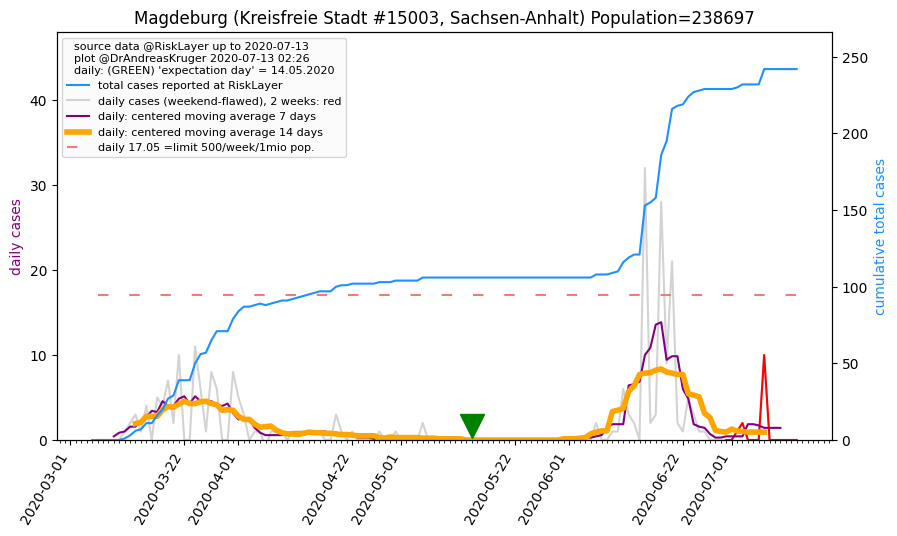 Magdeburg (Kreisfreie Stadt #15003, Sachsen-Anhalt) Population=238697
source data @RiskLayer up to 2020-07-13
plot @DrAndreasKruger 2020-07-13 02:26
daily: (GREEN) 'expectation day' = 14.05.2020
total cases reported at RiskLayer
daily cases (weekend-flawed), 2 weeks: red
daily: centered moving average 7 days
daily: centered moving average 14 days
daily 17.05 =limit 500/week/1mio pop.
daily cases
0
10
20
30
40
cumulative total cases
0
50
100
150
200
250
2020-03-01
2020-03-22
2020-04-01
2020-04-22
2020-05-01
2020-05-22
2020-06-01
2020-06-22
2020-07-01